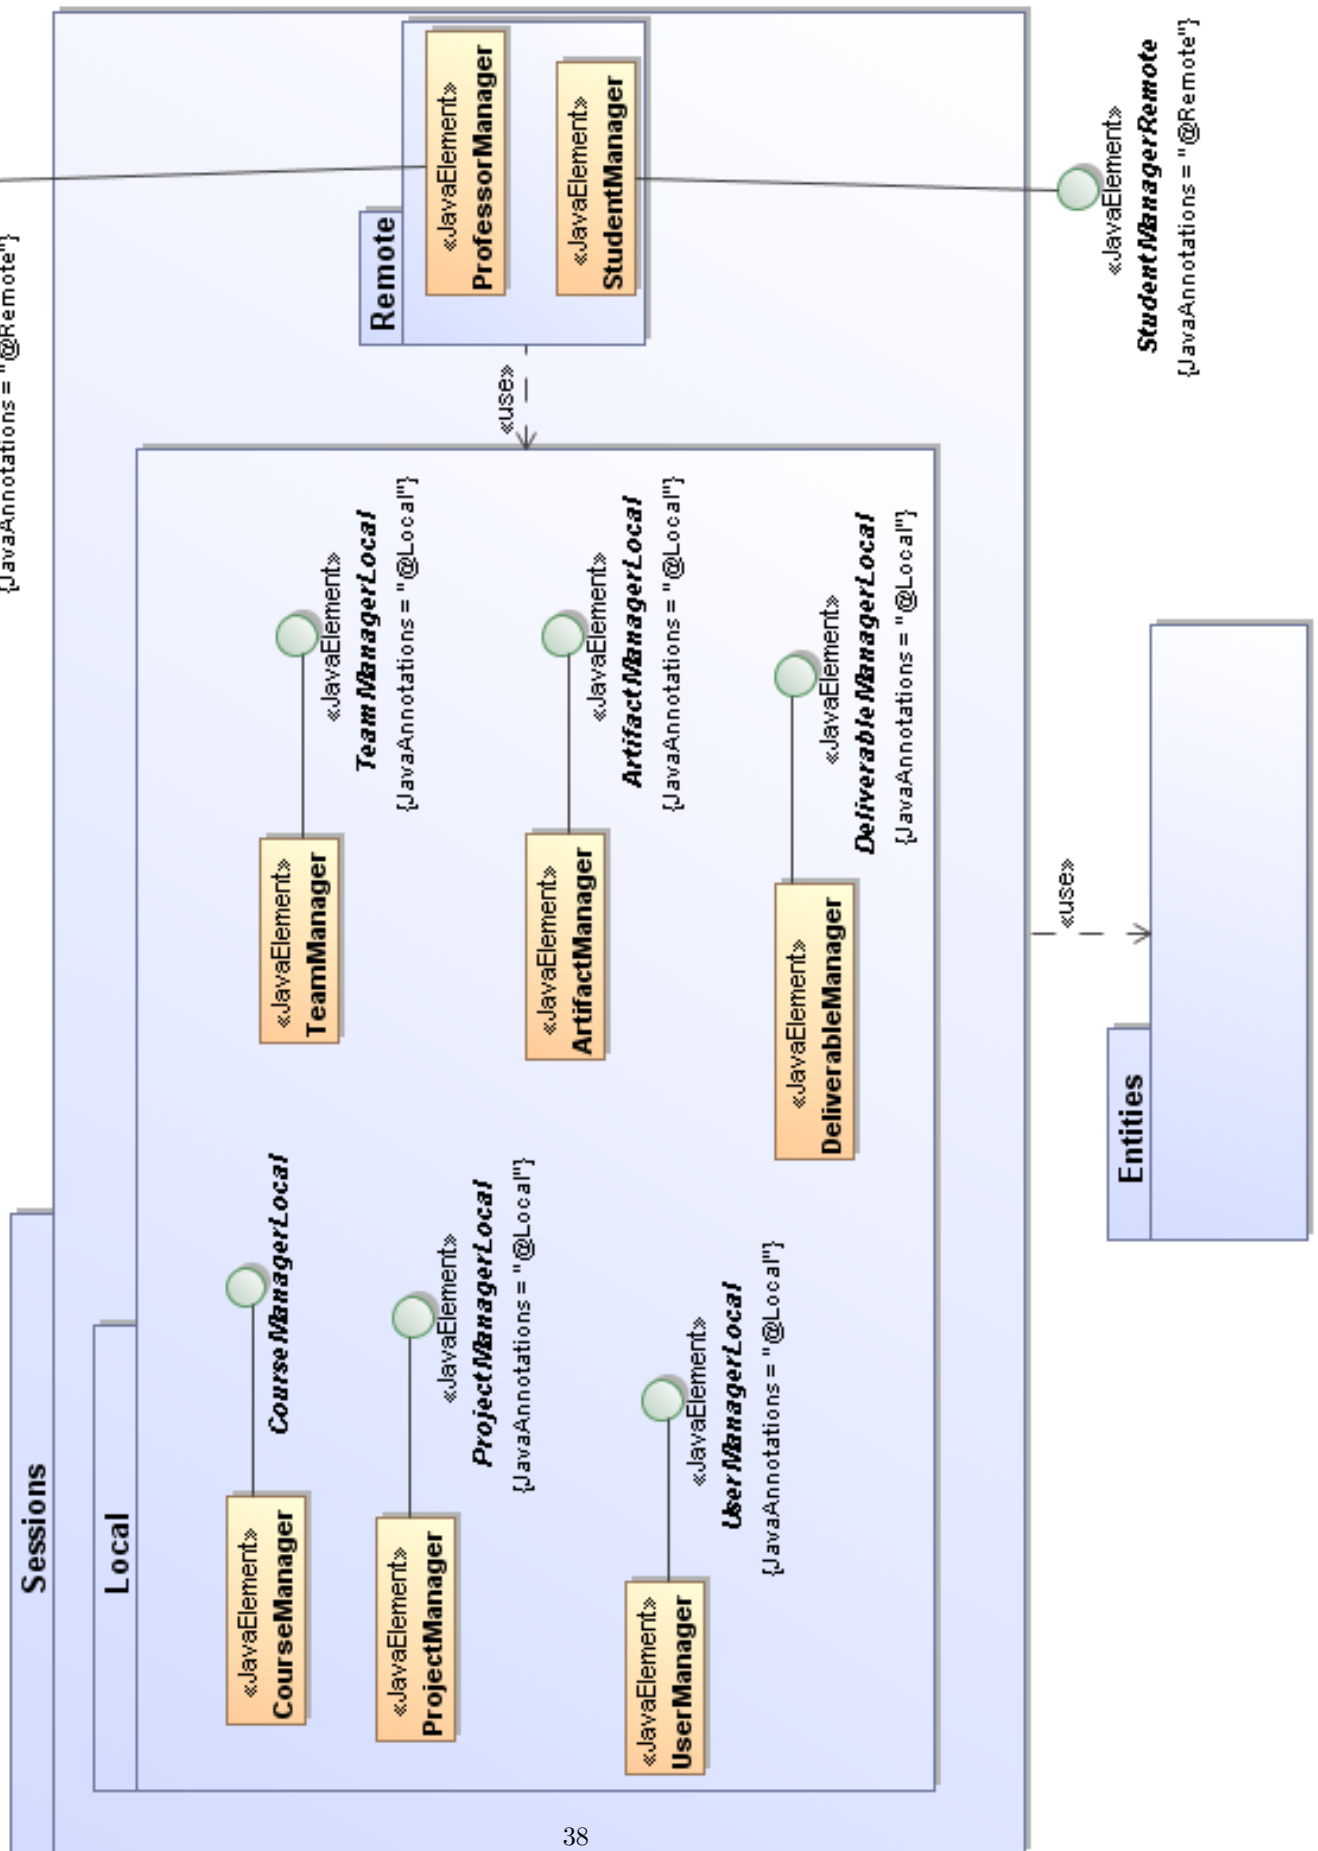 Sessions
Local
«JavaElement»
CourseManager
CourseManagerLocal
«JavaElement»
TeamManager
«JavaElement»
TeamManagerLocal
{JavaAnnotations = "@Local"}
«JavaElement»
ProjectManager
«JavaElement»
ProjectManagerLocal
{JavaAnnotations = "@Local"}
«JavaElement»
ArtifactManager
«JavaElement»
ArtifactManagerLocal
{JavaAnnotations = "@Local"}
«JavaElement»
UserManager
«JavaElement»
UserManagerLocal
{JavaAnnotations = "@Local"}
«JavaElement»
DeliverableManager
«JavaElement»
DeliverableManagerLocal
{JavaAnnotations = "@Local"}
«use»
Remote
«JavaElement»
ProfessorManager
«JavaElement»
StudentManager
{JavaAnnotations = "@Remote"}
«JavaElement»
StudentManagerRemote
{JavaAnnotations = "@Remote"}
«use»
Entities
38